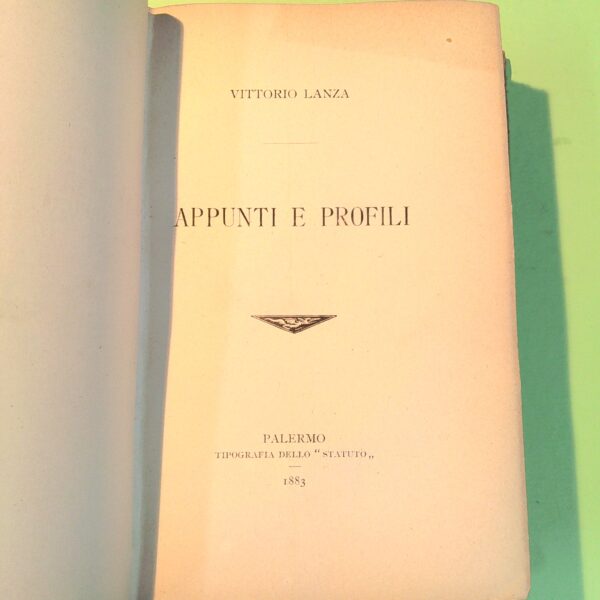 VITTORIO LANZA
APPUNTI E PROFILI
PALERMO
TIPOGRAFIA DELLO “ STATUTO „
1883